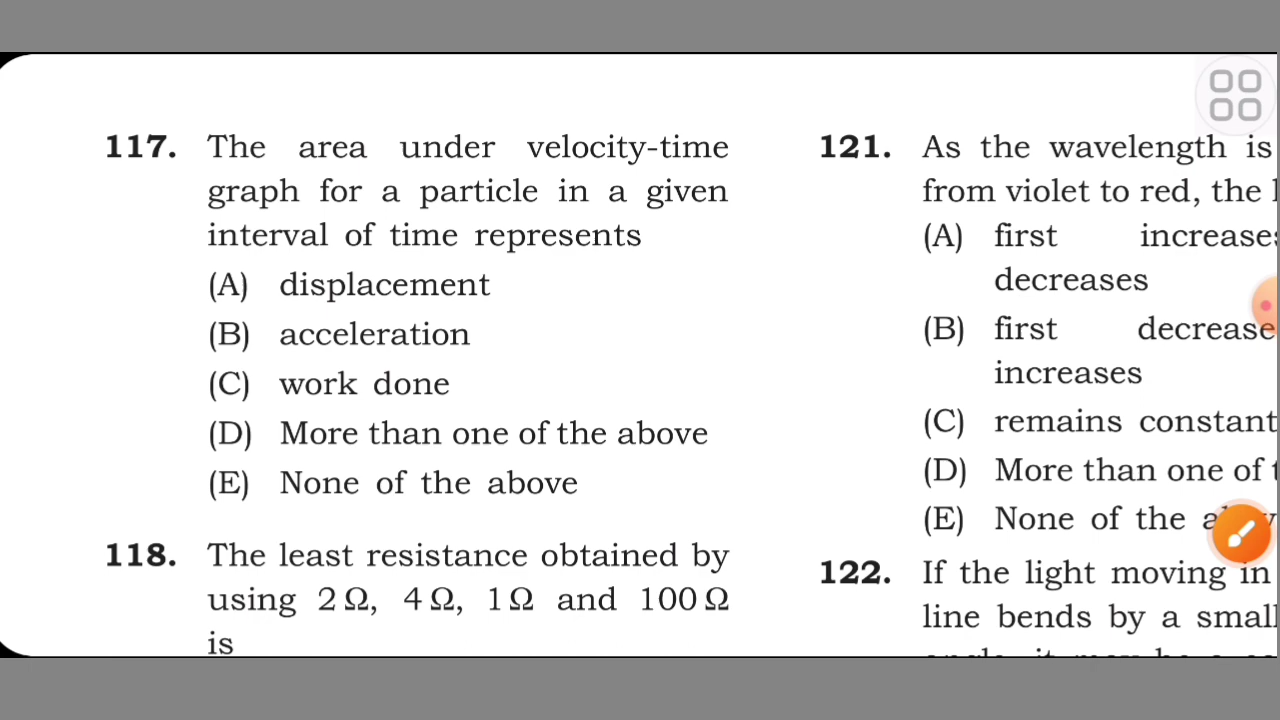 117. The area under velocity-time
graph for a particle in a given
interval of time represents
(A) displacement
(B) acceleration
(C) work done
(D) More than one of the above
(E) None of the above
118. The least resistance obtained by
using 2 Ω, 4 Ω, 1 Ω and 100 Ω
is
121. As the wavelength is
from violet to red, the
(A) first increases
decreases
(B) first decrease
increases
(C) remains constant
(D) More than one of
(E) None of the
122. If the light moving in
line bends by a small